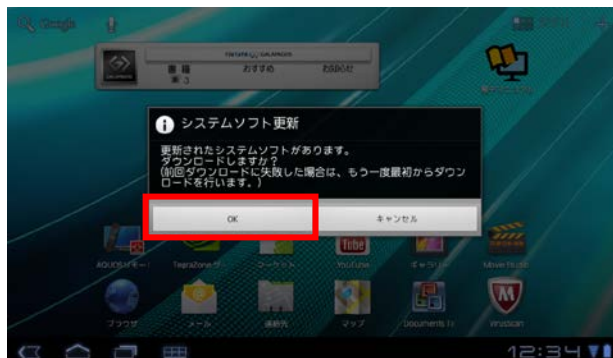 Google
システムソフト更新
更新されたシステムソフトがあります。
ダウンロードしますか？
(前回ダウンロードに失敗した場合は、もう一度最初からダウン
ロードを行います。)
OK
キャンセル
書籍
おすすめ
お知らせ
AQUOSリモー
TegraZone
マーケット
YouTube
ギャラリー
Movie Studio
ブラウザ
メール
連絡先
マップ
Documents To
VirusScan
12:34